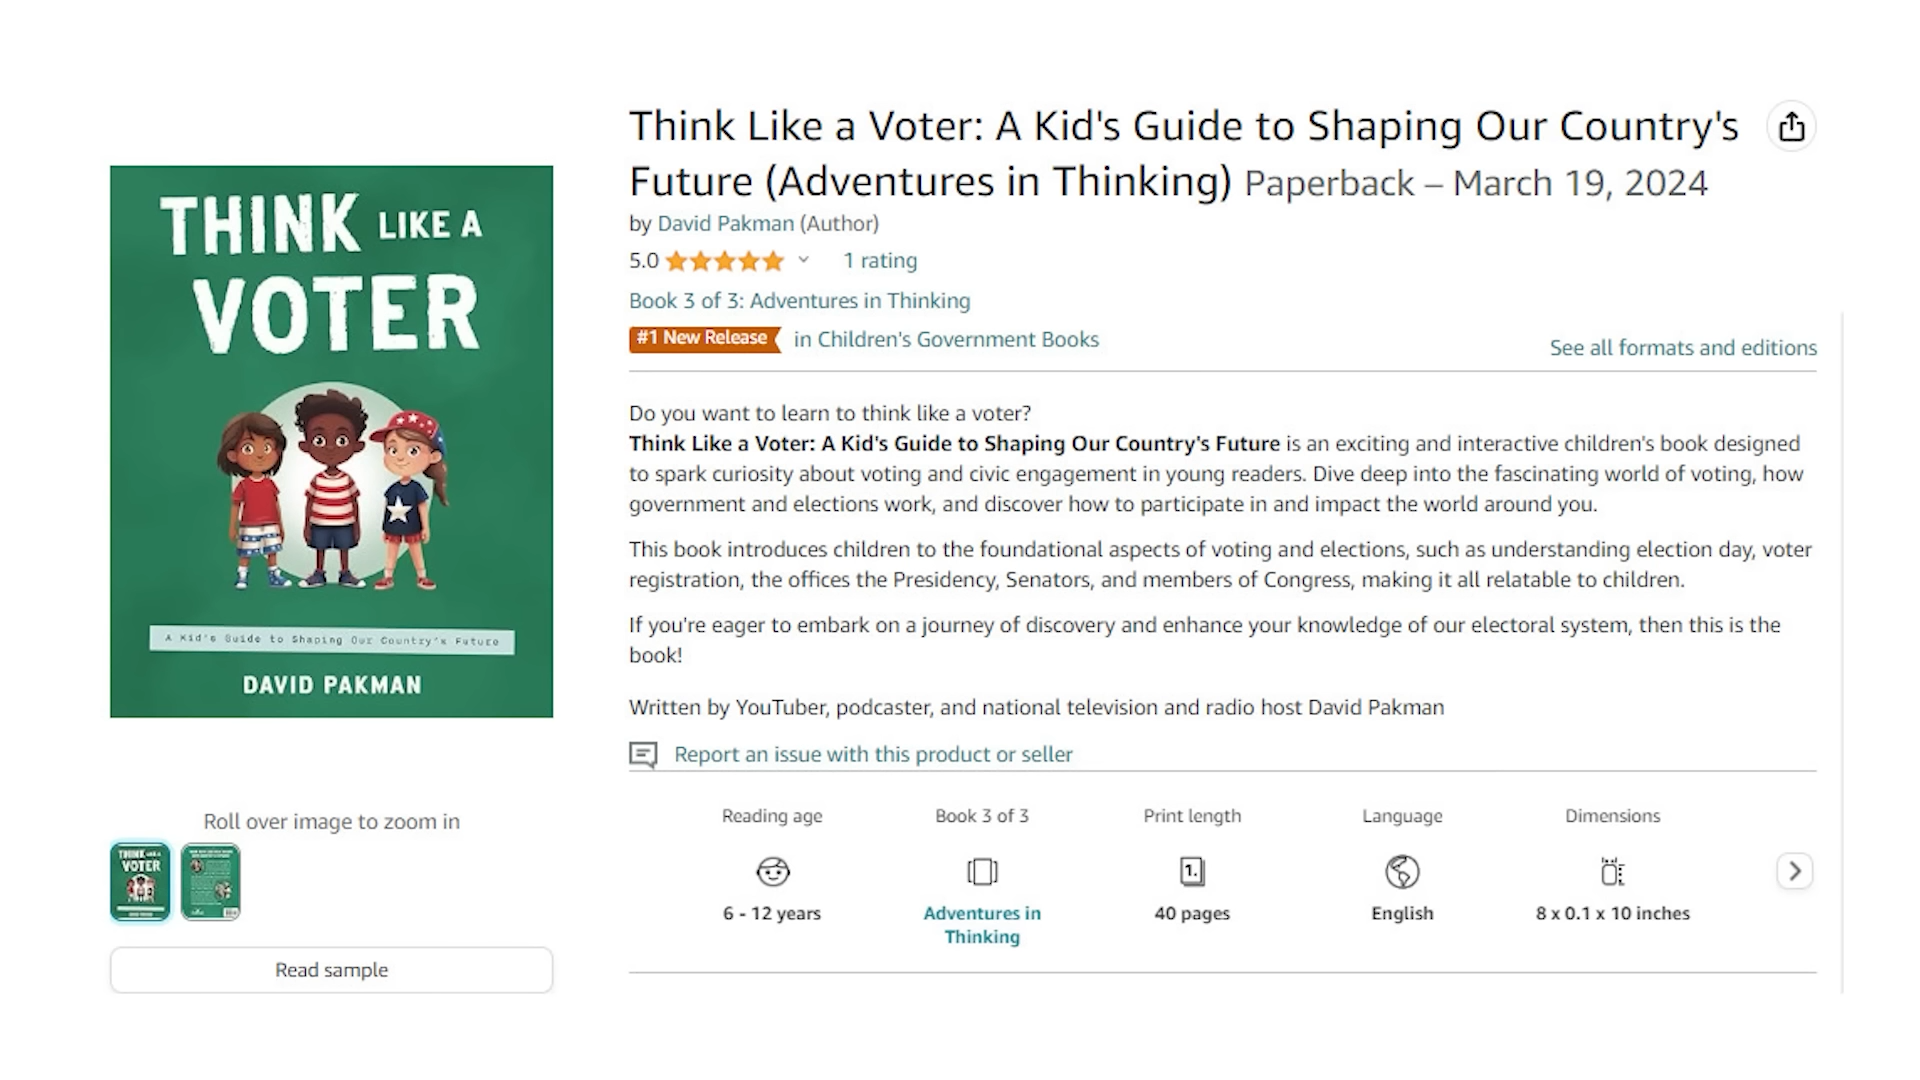 THINK LIKE A
VOTER
A Kid's Guide to Shaping Our Country's Future
DAVID PAKMAN
Roll over image to zoom in
THINK LIKE A
VOTER
Read sample
Think Like a Voter: A Kid's Guide to Shaping Our Country's
Future (Adventures in Thinking) Paperback – March 19, 2024
by David Pakman (Author)
5.0 1 rating
Book 3 of 3: Adventures in Thinking
#1 New Release in Children's Government Books
See all formats and editions
Do you want to learn to think like a voter?
Think Like a Voter: A Kid's Guide to Shaping Our Country's Future is an exciting and interactive children's book designed
to spark curiosity about voting and civic engagement in young readers. Dive deep into the fascinating world of voting, how
government and elections work, and discover how to participate in and impact the world around you.
This book introduces children to the foundational aspects of voting and elections, such as understanding election day, voter
registration, the offices the Presidency, Senators, and members of Congress, making it all relatable to children.
If you're eager to embark on a journey of discovery and enhance your knowledge of our electoral system, then this is the
book!
Written by YouTuber, podcaster, and national television and radio host David Pakman
Report an issue with this product or seller
Reading age Book 3 of 3 Print length Language Dimensions
1.
6 - 12 years Adventures in 40 pages English 8 x 0.1 x 10 inches
Thinking